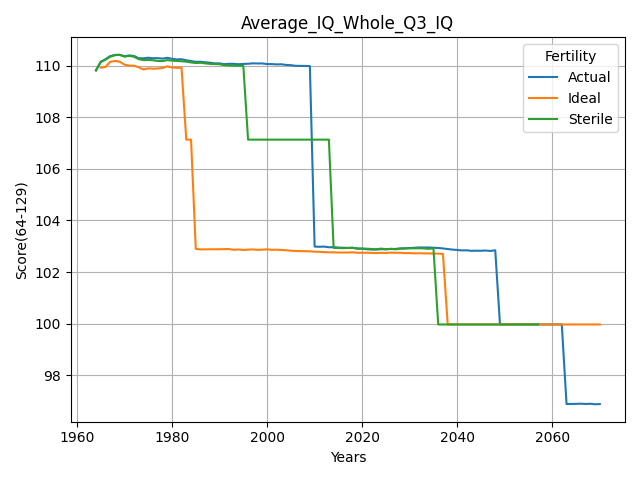 Average_IQ_Whole_Q3_IQ
Fertility
Actual
Ideal
Sterile
Score(64-129)
110
108
106
104
102
100
98
1960 1980 2000 2020 2040 2060
Years